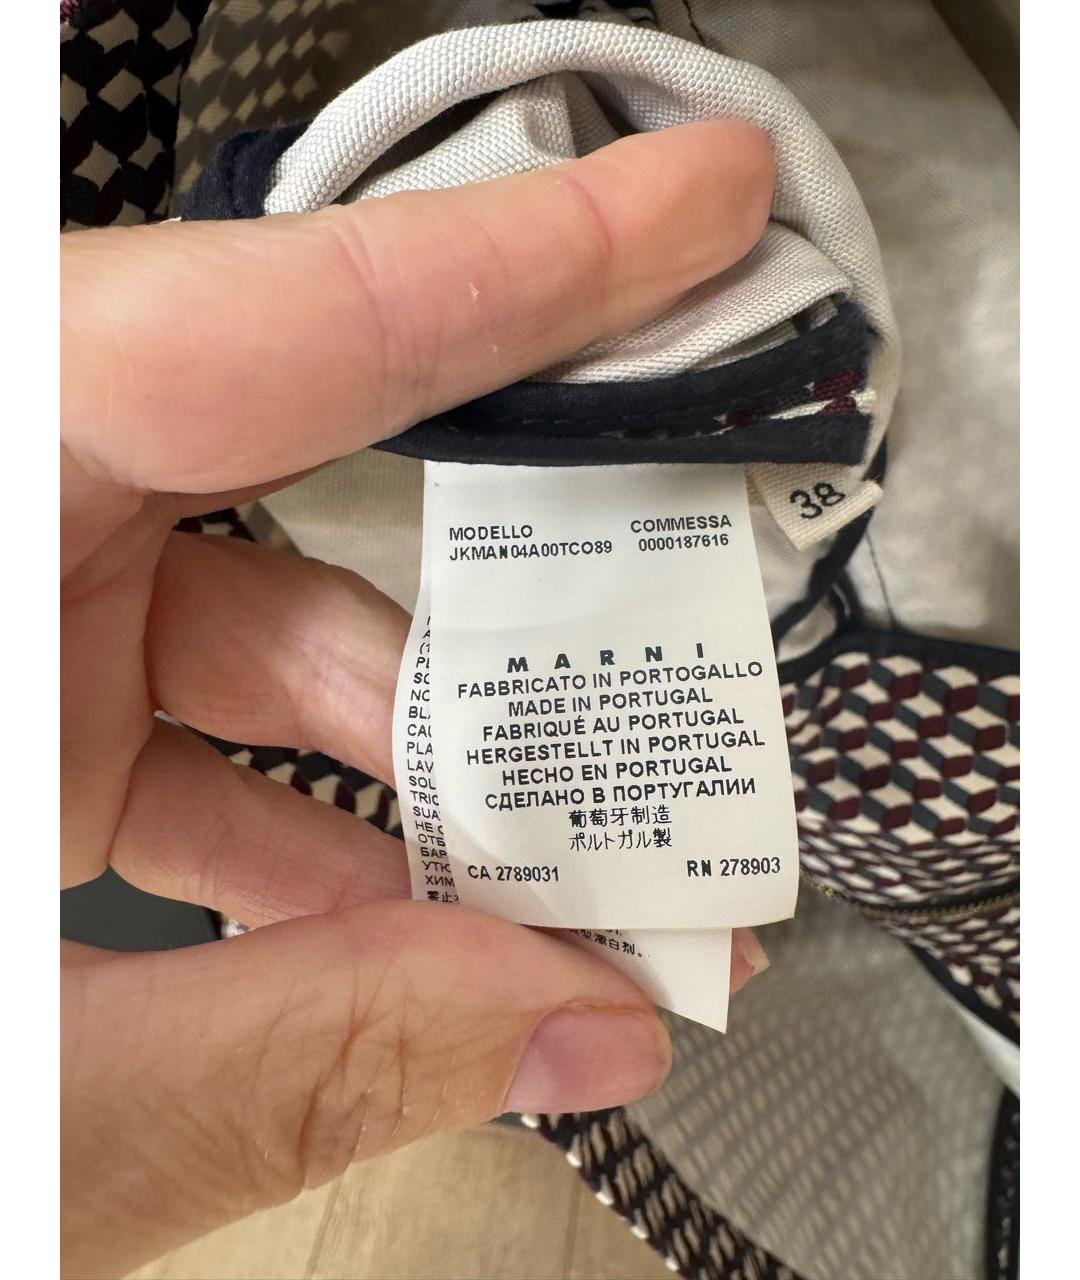 38
MODELLO COMMESSA
JKMAN04A00TCO89 0000187616
MARNI
FABBRICATO IN PORTOGALLO
MADE IN PORTUGAL
FABRIQUÉ AU PORTUGAL
HERGESTELLT IN PORTUGAL
HECHO EN PORTUGAL
СДЕЛАНО В ПОРТУГАЛИИ
葡萄牙制造
ポルトガル製
CA 2789031 RN 278903